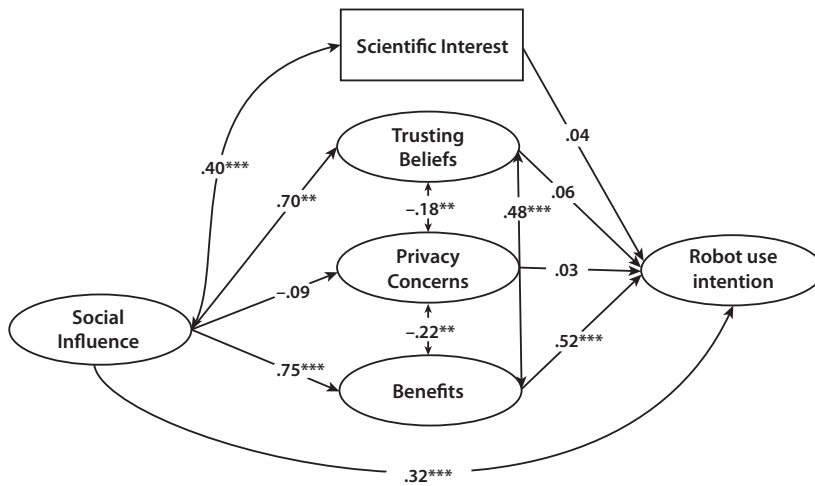 Scientific Interest
Trusting
Beliefs
.04
.40***
.70**
.06
–.18**
.48***
Privacy
Concerns
.03
Robot use
intention
–.09
Social
Influence
–.22**
.52***
.75***
Benefits
.32***